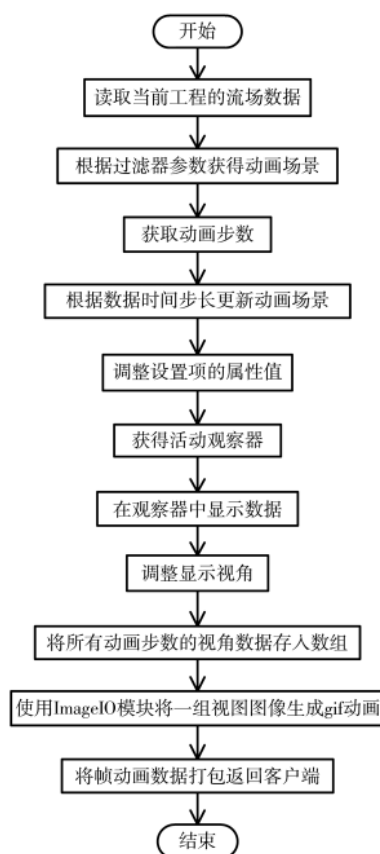 开始
读取当前工程的流场数据
根据过滤器参数获得动画场景
获取动画步数
根据数据时间步长更新动画场景
调整设置项的属性值
获得活动观察器
在观察器中显示数据
调整显示视角
将所有动画步数的视角数据存入数组
使用ImageIO模块将一组视图图像生成gif动画
将帧动画数据打包返回客户端
结束